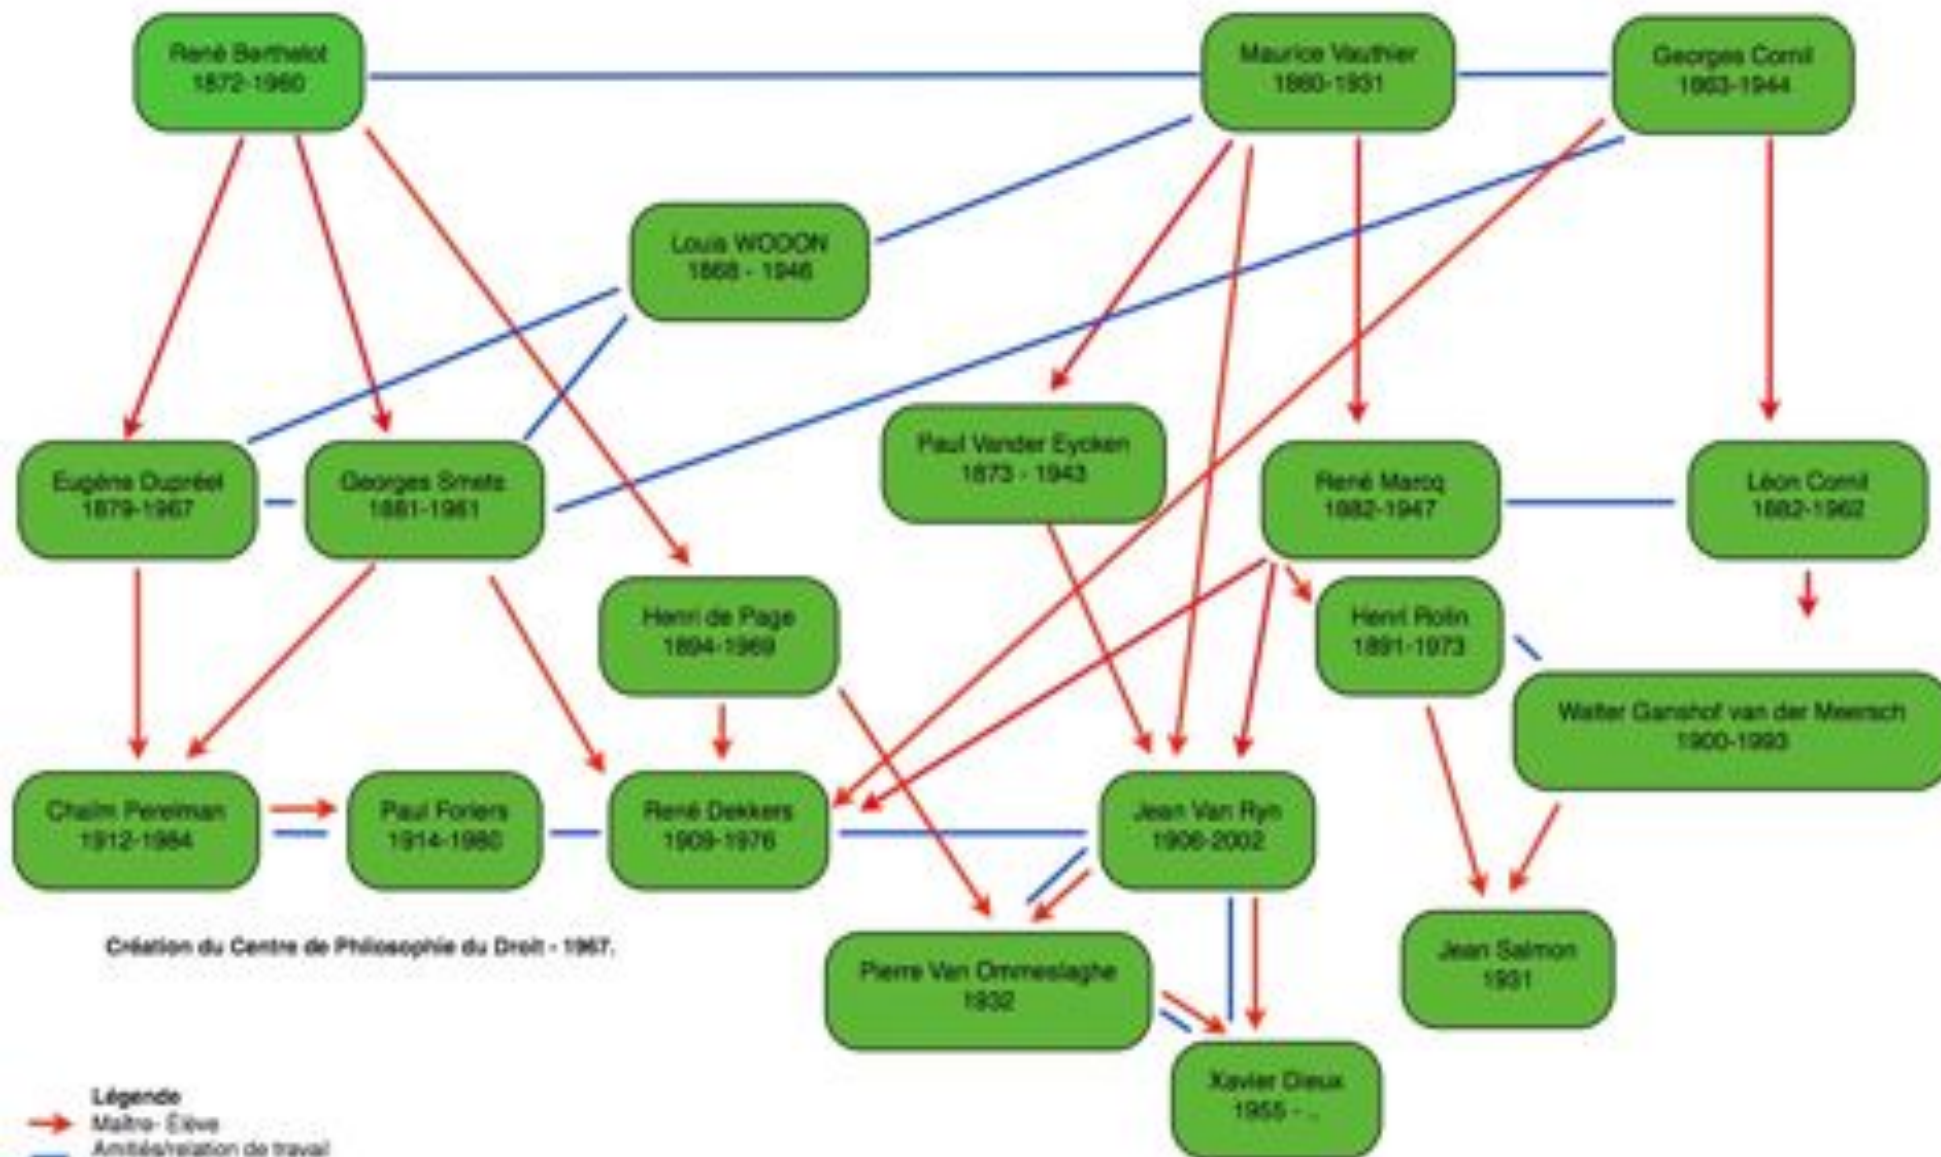 René Berthelot
1872-1960
Maurice Vauthier
1860-1931
Georges Cornil
1863-1944
Louis WODON
1868 - 1946
Eugène Dupréel
1879-1967
Georges Smets
1881-1961
Paul Vander Eycken
1873 - 1943
René Marcq
1882-1947
Léon Cornil
1882-1962
Henri de Page
1894-1969
Henri Rolin
1891-1973
Walter Ganshof van der Meersch
1900-1993
Chaïm Perelman
1912-1984
Paul Foriers
1914-1980
René Dekkers
1909-1976
Jean Van Ryn
1906-2002
Création du Centre de Philosophie du Droit - 1967.
Pierre Van Ommeslaghe
1932
Jean Salmon
1931
Xavier Dieux
1955 - ..
Légende
Maître- Élève
Amitiés/relation de travail